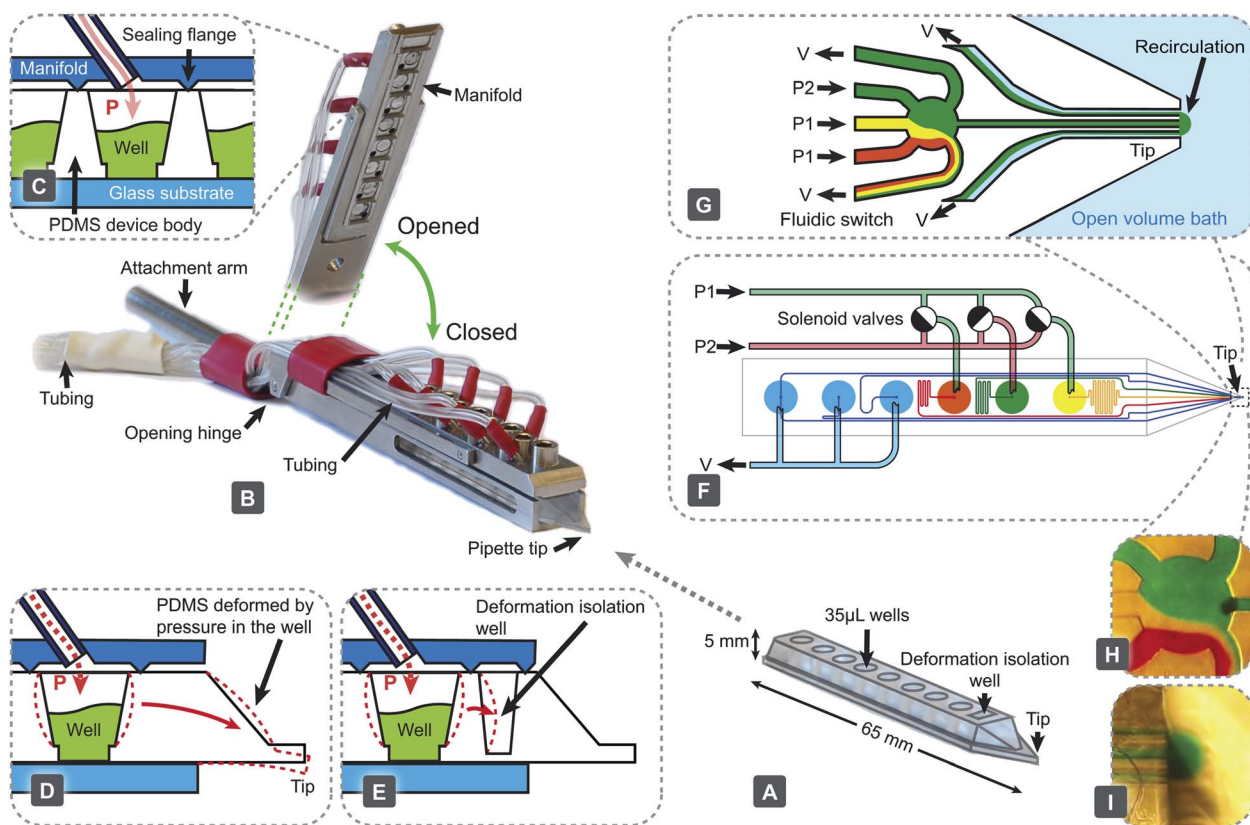 Sealing flange
Manifold
P
Well
Glass substrate
C
PDMS device body
Manifold
Opened
Closed
Attachment arm
Tubing
Opening hinge
Tubing
B
Pipette tip
V
P2
P1
P1
V
Fluidic switch
V
V
Recirculation
Tip
Open volume bath
G
P1
Solenoid valves
P2
Tip
V
F
PDMS deformed by
pressure in the well
P
Well
Tip
D
Deformation isolation
well
P
Well
E
35µL wells
5 mm
Deformation isolation
well
Tip
65 mm
A
H
I